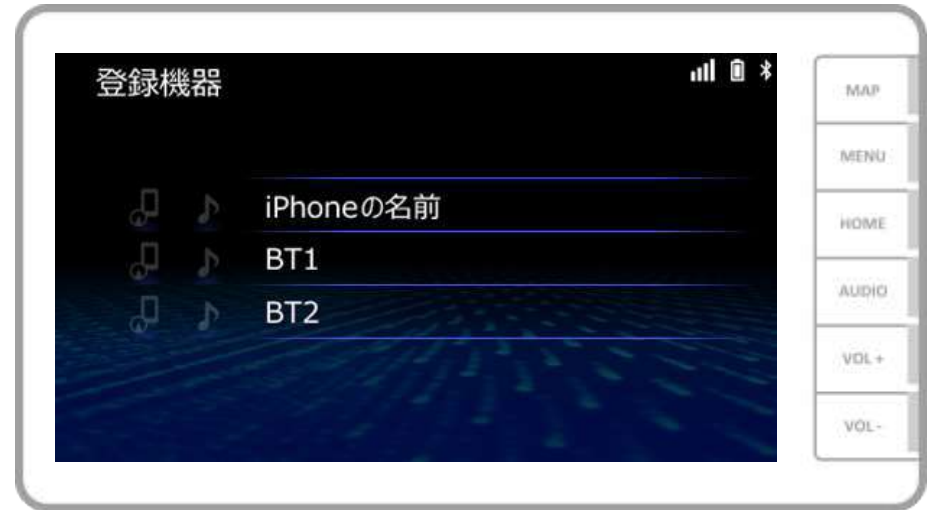 登録機器
iPhoneの名前
BT1
BT2
MAP
MENU
HOME
AUDIO
VOL +
VOL -